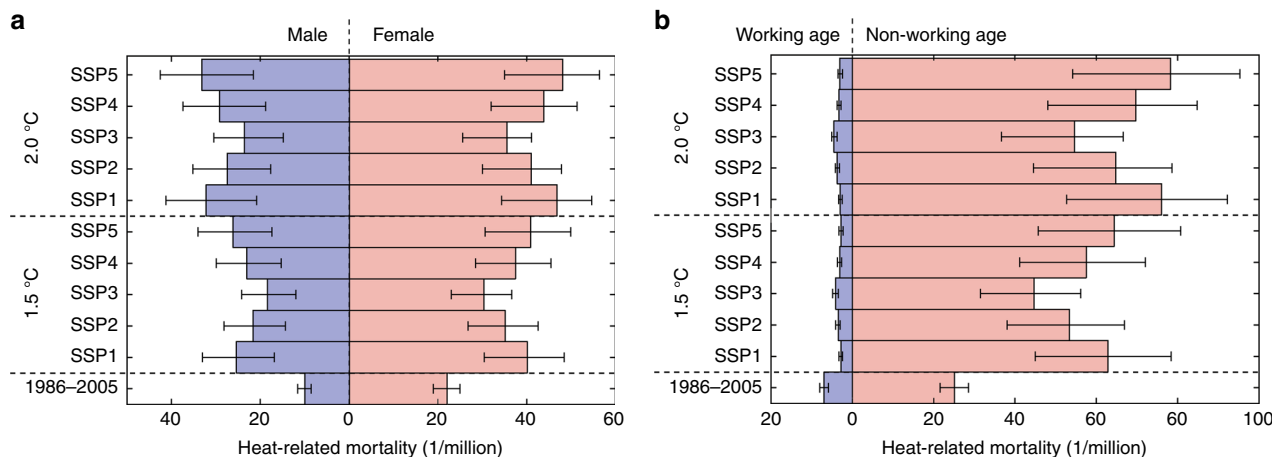 a
Male Female
SSP5
SSP4
SSP3
SSP2
SSP1
2.0 °C
SSP5
SSP4
SSP3
SSP2
SSP1
1.5 °C
1986–2005
40 20 0 20 40 60
Heat-related mortality (1/million)
b
Working age Non-working age
SSP5
SSP4
SSP3
SSP2
SSP1
2.0 °C
SSP5
SSP4
SSP3
SSP2
SSP1
1.5 °C
1986–2005
20 0 20 40 60 60 100
Heat-related mortality (1/million)